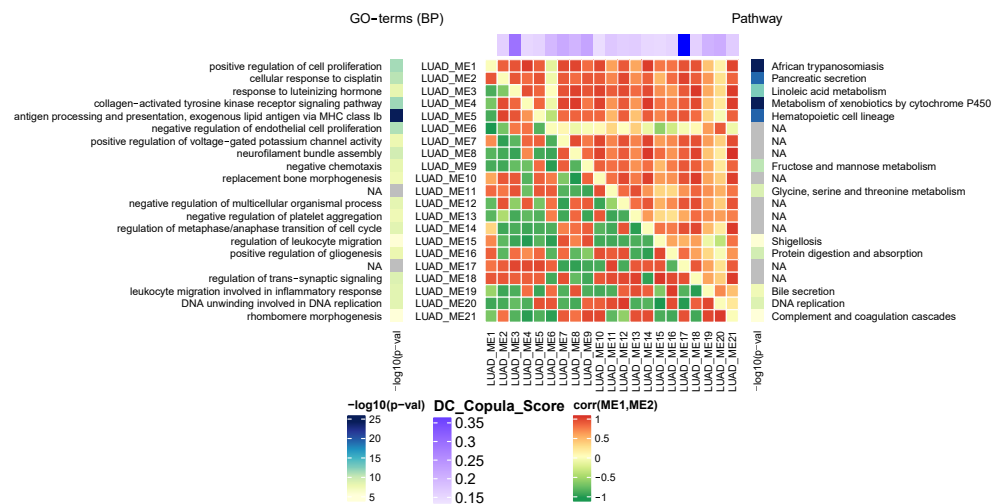 GO−terms (BP) Pathway
positive regulation of cell proliferation LUAD_ME1 African trypanosomiasis
cellular response to cisplatin LUAD_ME2 Pancreatic secretion
response to luteinizing hormone LUAD_ME3 Linoleic acid metabolism
collagen−activated tyrosine kinase receptor signaling pathway LUAD_ME4 Metabolism of xenobiotics by cytochrome P450
antigen processing and presentation, exogenous lipid antigen via MHC class Ib LUAD_ME5 Hematopoietic cell lineage
negative regulation of endothelial cell proliferation LUAD_ME6 NA
positive regulation of voltage−gated potassium channel activity LUAD_ME7 NA
neurofilament bundle assembly LUAD_ME8 NA
negative chemotaxis LUAD_ME9 Fructose and mannose metabolism
replacement bone morphogenesis LUAD_ME10 NA
NA LUAD_ME11 Glycine, serine and threonine metabolism
negative regulation of multicellular organismal process LUAD_ME12 NA
negative regulation of platelet aggregation LUAD_ME13 NA
regulation of metaphase/anaphase transition of cell cycle LUAD_ME14 NA
regulation of leukocyte migration LUAD_ME15 Shigellosis
positive regulation of gliogenesis LUAD_ME16 Protein digestion and absorption
NA LUAD_ME17 NA
regulation of trans−synaptic signaling LUAD_ME18 NA
leukocyte migration involved in inflammatory response LUAD_ME19 Bile secretion
DNA unwinding involved in DNA replication LUAD_ME20 DNA replication
rhombomere morphogenesis LUAD_ME21 Complement and coagulation cascades
−log10(p−val)
LUAD_ME1
LUAD_ME2
LUAD_ME3
LUAD_ME4
LUAD_ME5
LUAD_ME6
LUAD_ME7
LUAD_ME8
LUAD_ME9
LUAD_ME10
LUAD_ME11
LUAD_ME12
LUAD_ME13
LUAD_ME14
LUAD_ME15
LUAD_ME16
LUAD_ME17
LUAD_ME18
LUAD_ME19
LUAD_ME20
LUAD_ME21
−log10(p−val)
−log10(p−val)
25
20
15
10
5
DC_Copula_Score
0.35
0.3
0.25
0.2
0.15
corr(ME1,ME2)
1
0.5
0
−0.5
−1